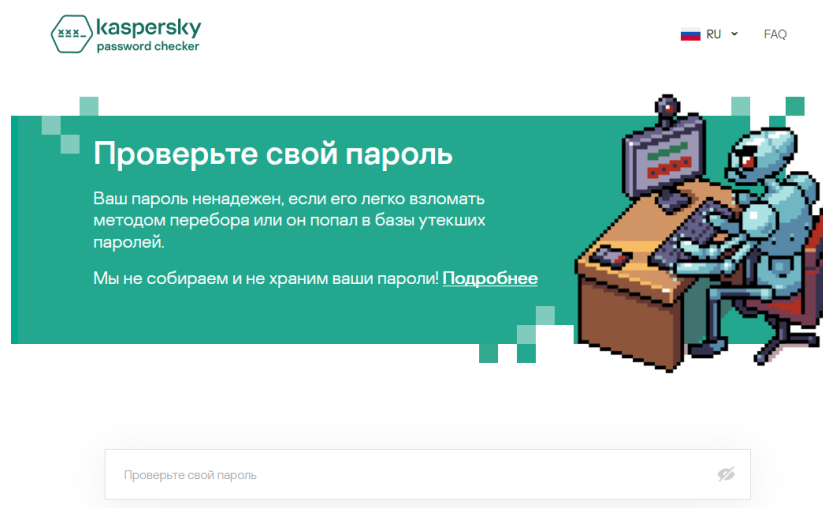 xxx_ kaspersky
password checker
RU FAQ
Проверьте свой пароль
Ваш пароль ненадежен, если его легко взломать
методом перебора или он попал в базы утекших
паролей.
Мы не собираем и не храним ваши пароли! Подробнее
Проверьте свой пароль